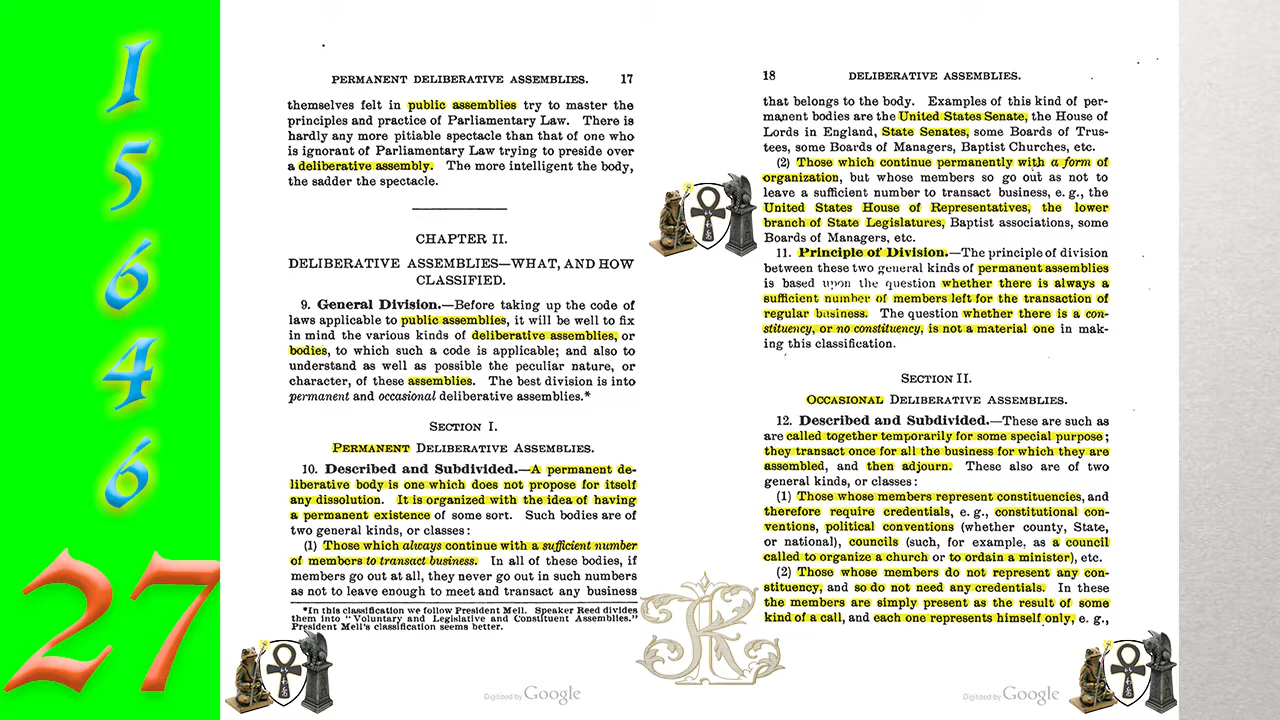 1
5
6
4
6
27
PERMANENT DELIBERATIVE ASSEMBLIES. 17
themselves felt in public assemblies try to master the
principles and practice of Parliamentary Law. There is
hardly any more pitiable spectacle than that of one who
is ignorant of Parliamentary Law trying to preside over
a deliberative assembly. The more intelligent the body,
the sadder the spectacle.
CHAPTER II.
DELIBERATIVE ASSEMBLIES—WHAT, AND HOW
CLASSIFIED.
9. General Division.—Before taking up the code of
laws applicable to public assemblies, it will be well to fix
in mind the various kinds of deliberative assemblies, or
bodies, to which such a code is applicable; and also to
understand as well as possible the peculiar nature, or
character, of these assemblies. The best division is into
permanent and occasional deliberative assemblies.*
SECTION I.
PERMANENT DELIBERATIVE ASSEMBLIES.
10. Described and Subdivided.—A permanent de-
liberative body is one which does not propose for itself
any dissolution. It is organized with the idea of having
a permanent existence of some sort. Such bodies are of
two general kinds, or classes:
(1) Those which always continue with a sufficient number
of members to transact business. In all of these bodies, if
members go out at all, they never go out in such numbers
as not to leave enough to meet and transact any business
*In this classification we follow President Mell. Speaker Reed divides
them into "Voluntary and Legislative and Constituent Assemblies."
President Mell's classification seems better.
Digitized by Google
18 DELIBERATIVE ASSEMBLIES.
that belongs to the body. Examples of this kind of per-
manent bodies are the United States Senate, the House of
Lords in England, State Senates, some Boards of Trus-
tees, some Boards of Managers, Baptist Churches, etc.
(2) Those which continue permanently with a form of
organization, but whose members so go out as not to
leave a sufficient number to transact business, e. g., the
United States House of Representatives, the lower
branch of State Legislatures, Baptist associations, some
Boards of Managers, etc.
11. Principle of Division.—The principle of division
between these two general kinds of permanent assemblies
is based upon the question whether there is always a
sufficient number of members left for the transaction of
regular business. The question whether there is a con-
stituency, or no constituency, is not a material one in mak-
ing this classification.
SECTION II.
OCCASIONAL DELIBERATIVE ASSEMBLIES.
12. Described and Subdivided.—These are such as
are called together temporarily for some special purpose;
they transact once for all the business for which they are
assembled, and then adjourn. These also are of two
general kinds, or classes:
(1) Those whose members represent constituencies, and
therefore require credentials, e. g., constitutional con-
ventions, political conventions (whether county, State,
or national), councils (such, for example, as a council
called to organize a church or to ordain a minister), etc.
(2) Those whose members do not represent any con-
stituency, and so do not need any credentials. In these
the members are simply present as the result of some
kind of a call, and each one represents himself only, e. g.,
Digitized by Google